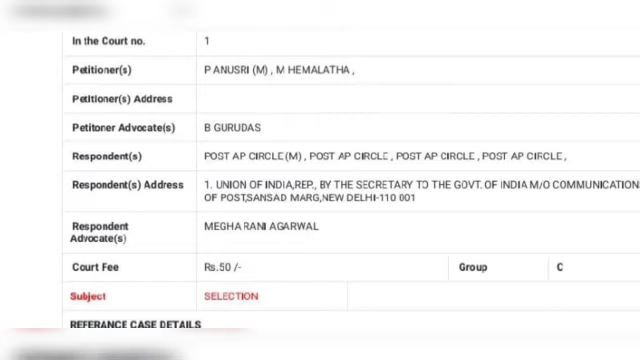 In the Court no. 1
Petitioner(s) P ANUSRI (M) , M HEMALATHA ,
Petitioner(s) Address
Petitoner Advocate(s) B GURUDAS
Respondent(s) POST AP CIRCLE (M) , POST AP CIRCLE , POST AP CIRCLE , POST AP CIRCLE ,
Respondent(s) Address 1. UNION OF INDIA,REP., BY THE SECRETARY TO THE GOVT. OF INDIA M/O COMMUNICATION
OF POST,SANSAD MARG,NEW DELHI-110 001
Respondent MEGHA RANI AGARWAL
Advocate(s)
Court Fee Rs.50 /- Group C
Subject SELECTION
REFERANCE CASE DETAILS